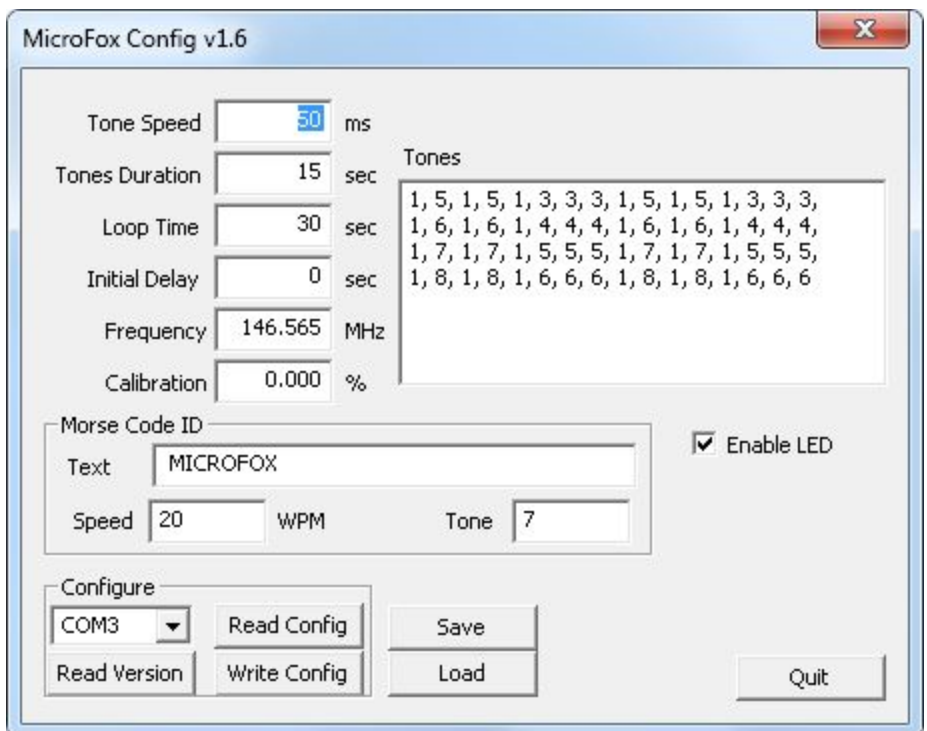 MicroFox Config v1.6
Tone Speed 50 ms
Tones Duration 15 sec
Loop Time 30 sec
Initial Delay 0 sec
Frequency 146.565 MHz
Calibration 0.000 %
Tones
1, 5, 1, 5, 1, 3, 3, 3, 1, 5, 1, 5, 1, 3, 3, 3,
1, 6, 1, 6, 1, 4, 4, 4, 1, 6, 1, 6, 1, 4, 4, 4,
1, 7, 1, 7, 1, 5, 5, 5, 1, 7, 1, 7, 1, 5, 5, 5,
1, 8, 1, 8, 1, 6, 6, 6, 1, 8, 1, 8, 1, 6, 6, 6
Morse Code ID
Text MICROFOX
Speed 20 WPM Tone 7
Enable LED
Configure
COM3 Read Config Save
Read Version Write Config Load
Quit